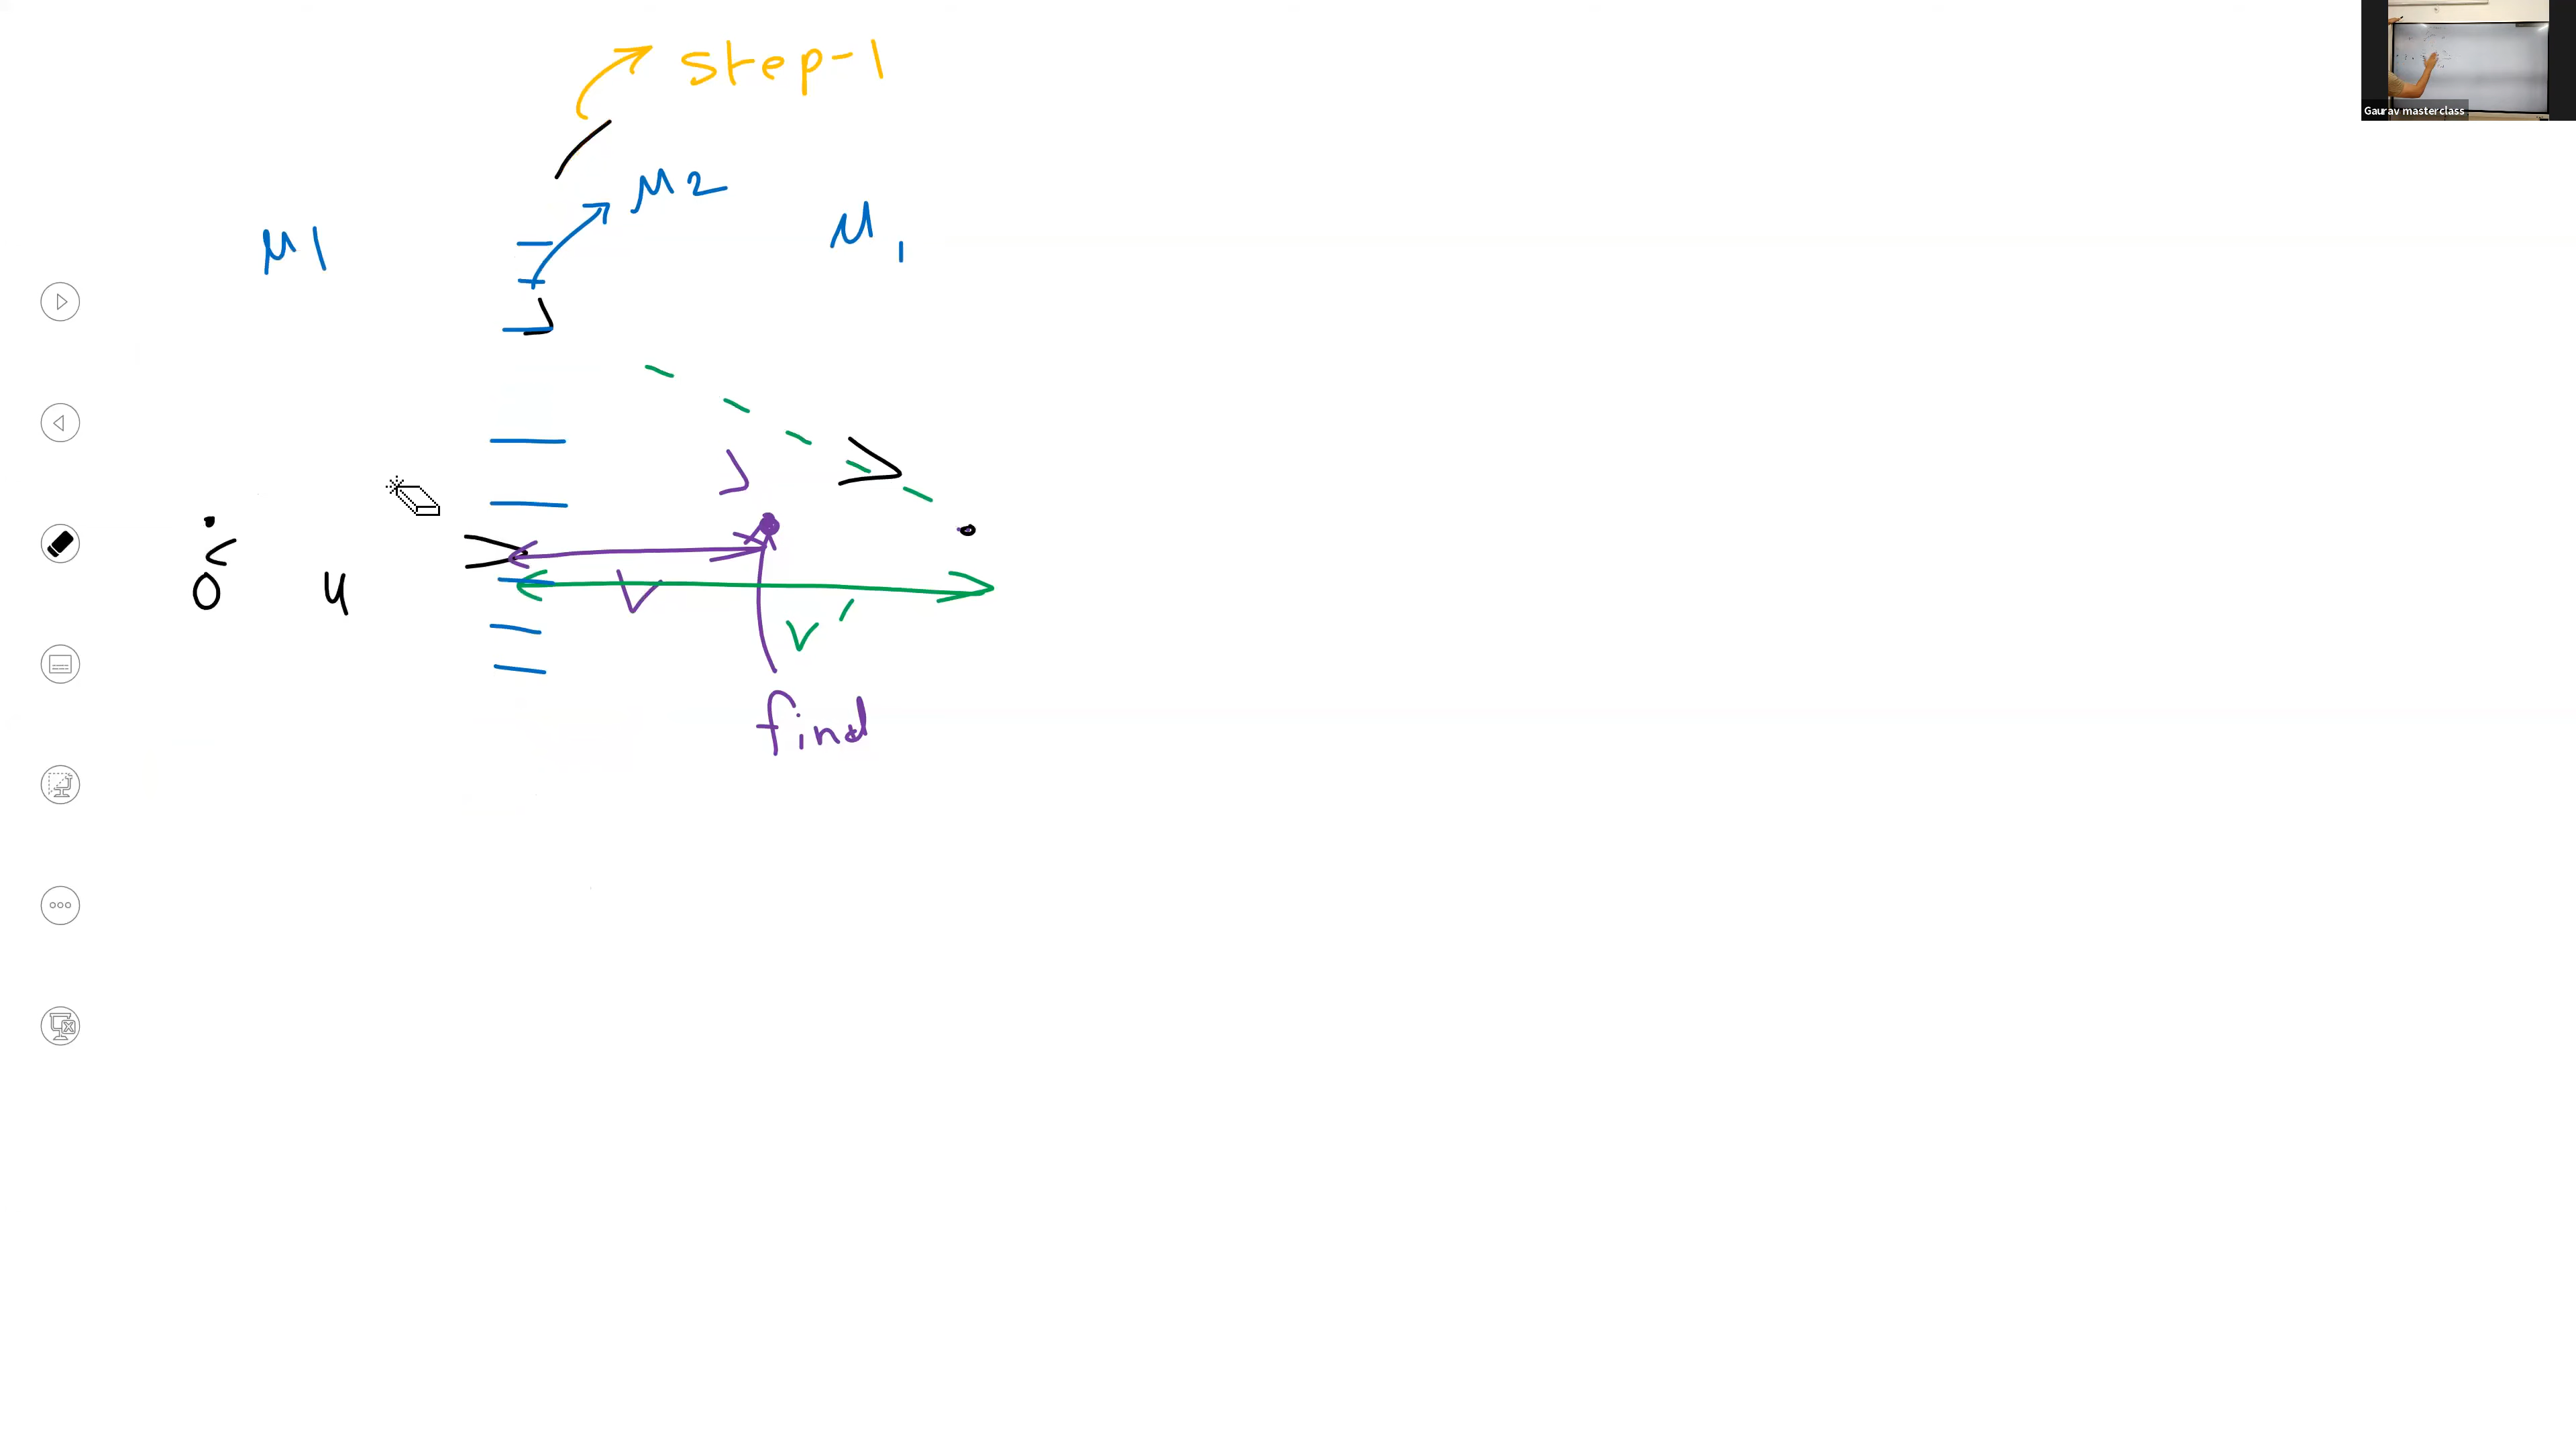 step-1
Gaurav masterclass
μ2
μ1
μ1
O
u
V
V′
find